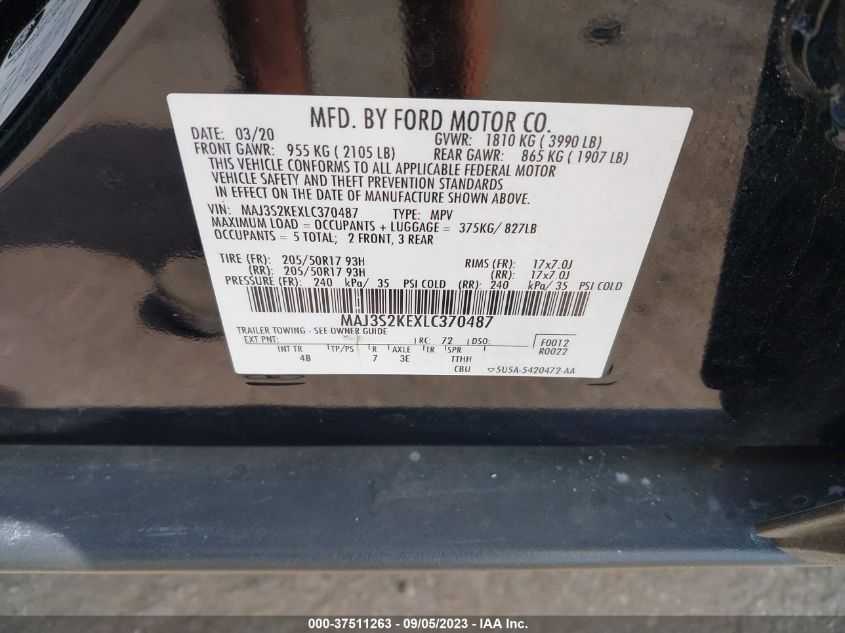 MFD. BY FORD MOTOR CO.
DATE: 03/20 GVWR: 1810 KG ( 3990 LB)
FRONT GAWR: 955 KG ( 2105 LB) REAR GAWR: 865 KG ( 1907 LB)
THIS VEHICLE CONFORMS TO ALL APPLICABLE FEDERAL MOTOR
VEHICLE SAFETY AND THEFT PREVENTION STANDARDS
IN EFFECT ON THE DATE OF MANUFACTURE SHOWN ABOVE.
VIN: MAJ3S2KEXLC370487 TYPE: MPV
MAXIMUM LOAD = OCCUPANTS + LUGGAGE = 375KG/ 827LB
OCCUPANTS = 5 TOTAL; 2 FRONT, 3 REAR
TIRE (FR): 205/50R17 93H RIMS (FR): 17x7.0J
(RR): 205/50R17 93H (RR): 17x7.0J
PRESSURE (FR): 240 kPa/ 35 PSI COLD (RR): 240 kPa/ 35 PSI COLD
MAJ3S2KEXLC370487
TRAILER TOWING - SEE OWNER GUIDE
EXT PNT: RC: 72 DSO: F0012
R0022
INT TR TP/PS R AXLE TR SPR
4B 7 3E TTHH
CBU 5U5A-5420472-AA
000-37511263 - 09/05/2023 - IAA Inc.